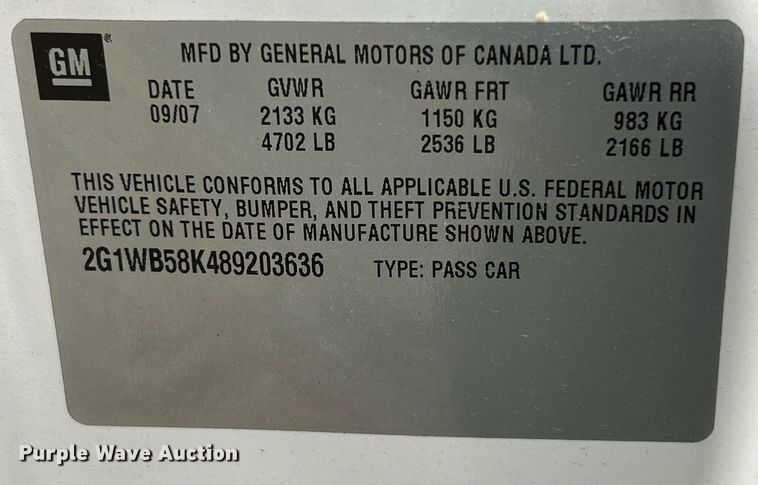 GM
MFD BY GENERAL MOTORS OF CANADA LTD.
DATE GVWR GAWR FRT GAWR RR
09/07 2133 KG 1150 KG 983 KG
4702 LB 2536 LB 2166 LB
THIS VEHICLE CONFORMS TO ALL APPLICABLE U.S. FEDERAL MOTOR
VEHICLE SAFETY, BUMPER, AND THEFT PREVENTION STANDARDS IN
EFFECT ON THE DATE OF MANUFACTURE SHOWN ABOVE.
2G1WB58K489203636 TYPE: PASS CAR
Purple Wave Auction